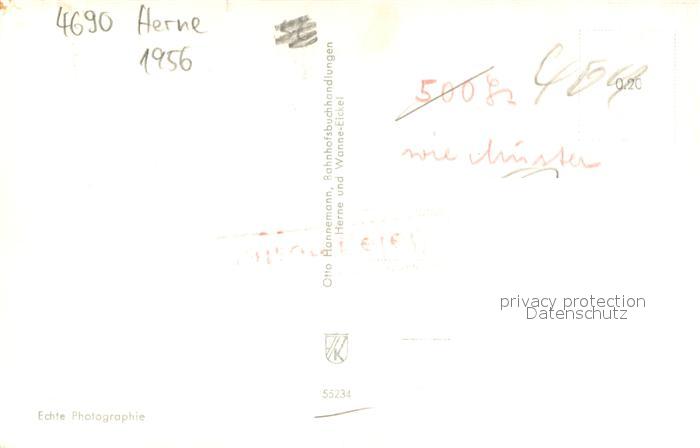 4690 Herne
1956
500
0.20
wie Muster
Otto Hannemann, Bahnhofsbuchhandlungen
Herne und Wanne-Eickel
privacy protection
Datenschutz
K
55234
Echte Photographie